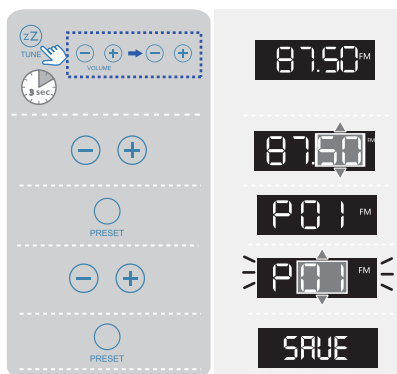 zZ
TUNE
VOLUME
3 sec.
87.50 FM
87.50 FM
PRESET
P01 FM
P01 FM
PRESET
SAVE